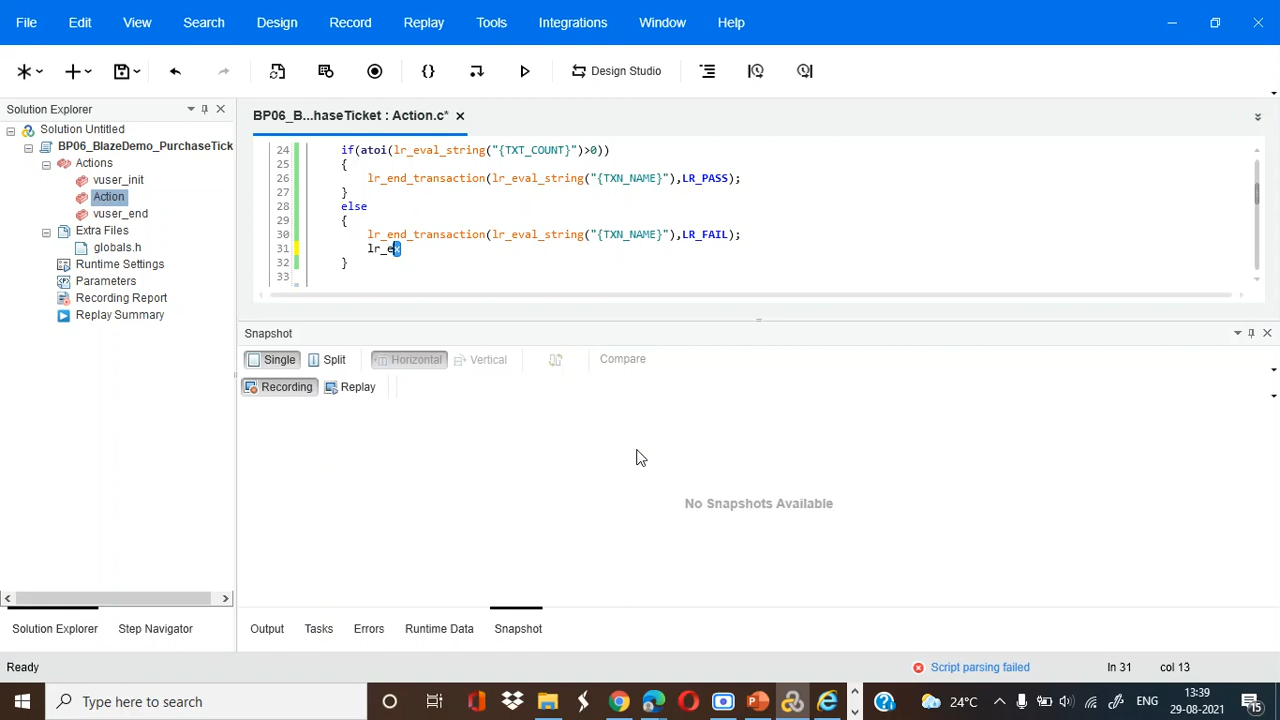 File Edit View Search Design Record Replay Tools Integrations Window Help
Design Studio
Solution Explorer
BP06_B...haseTicket : Action.c*
Solution Untitled
BP06_BlazeDemo_PurchaseTick
Actions
vuser_init
Action
vuser_end
Extra Files
globals.h
Runtime Settings
Parameters
Recording Report
Replay Summary
24 if(atoi(lr_eval_string("{TXT_COUNT}")>0))
25 {
26 lr_end_transaction(lr_eval_string("{TXN_NAME}"),LR_PASS);
27 }
28 else
29 {
30 lr_end_transaction(lr_eval_string("{TXN_NAME}"),LR_FAIL);
31 lr_ex
32 }
33
Snapshot
Single Split Horizontal Vertical Compare
Recording Replay
No Snapshots Available
Solution Explorer Step Navigator Output Tasks Errors Runtime Data Snapshot
Ready Script parsing failed ln 31 col 13
Type here to search 24°C ENG 13:39
29-08-2021 15